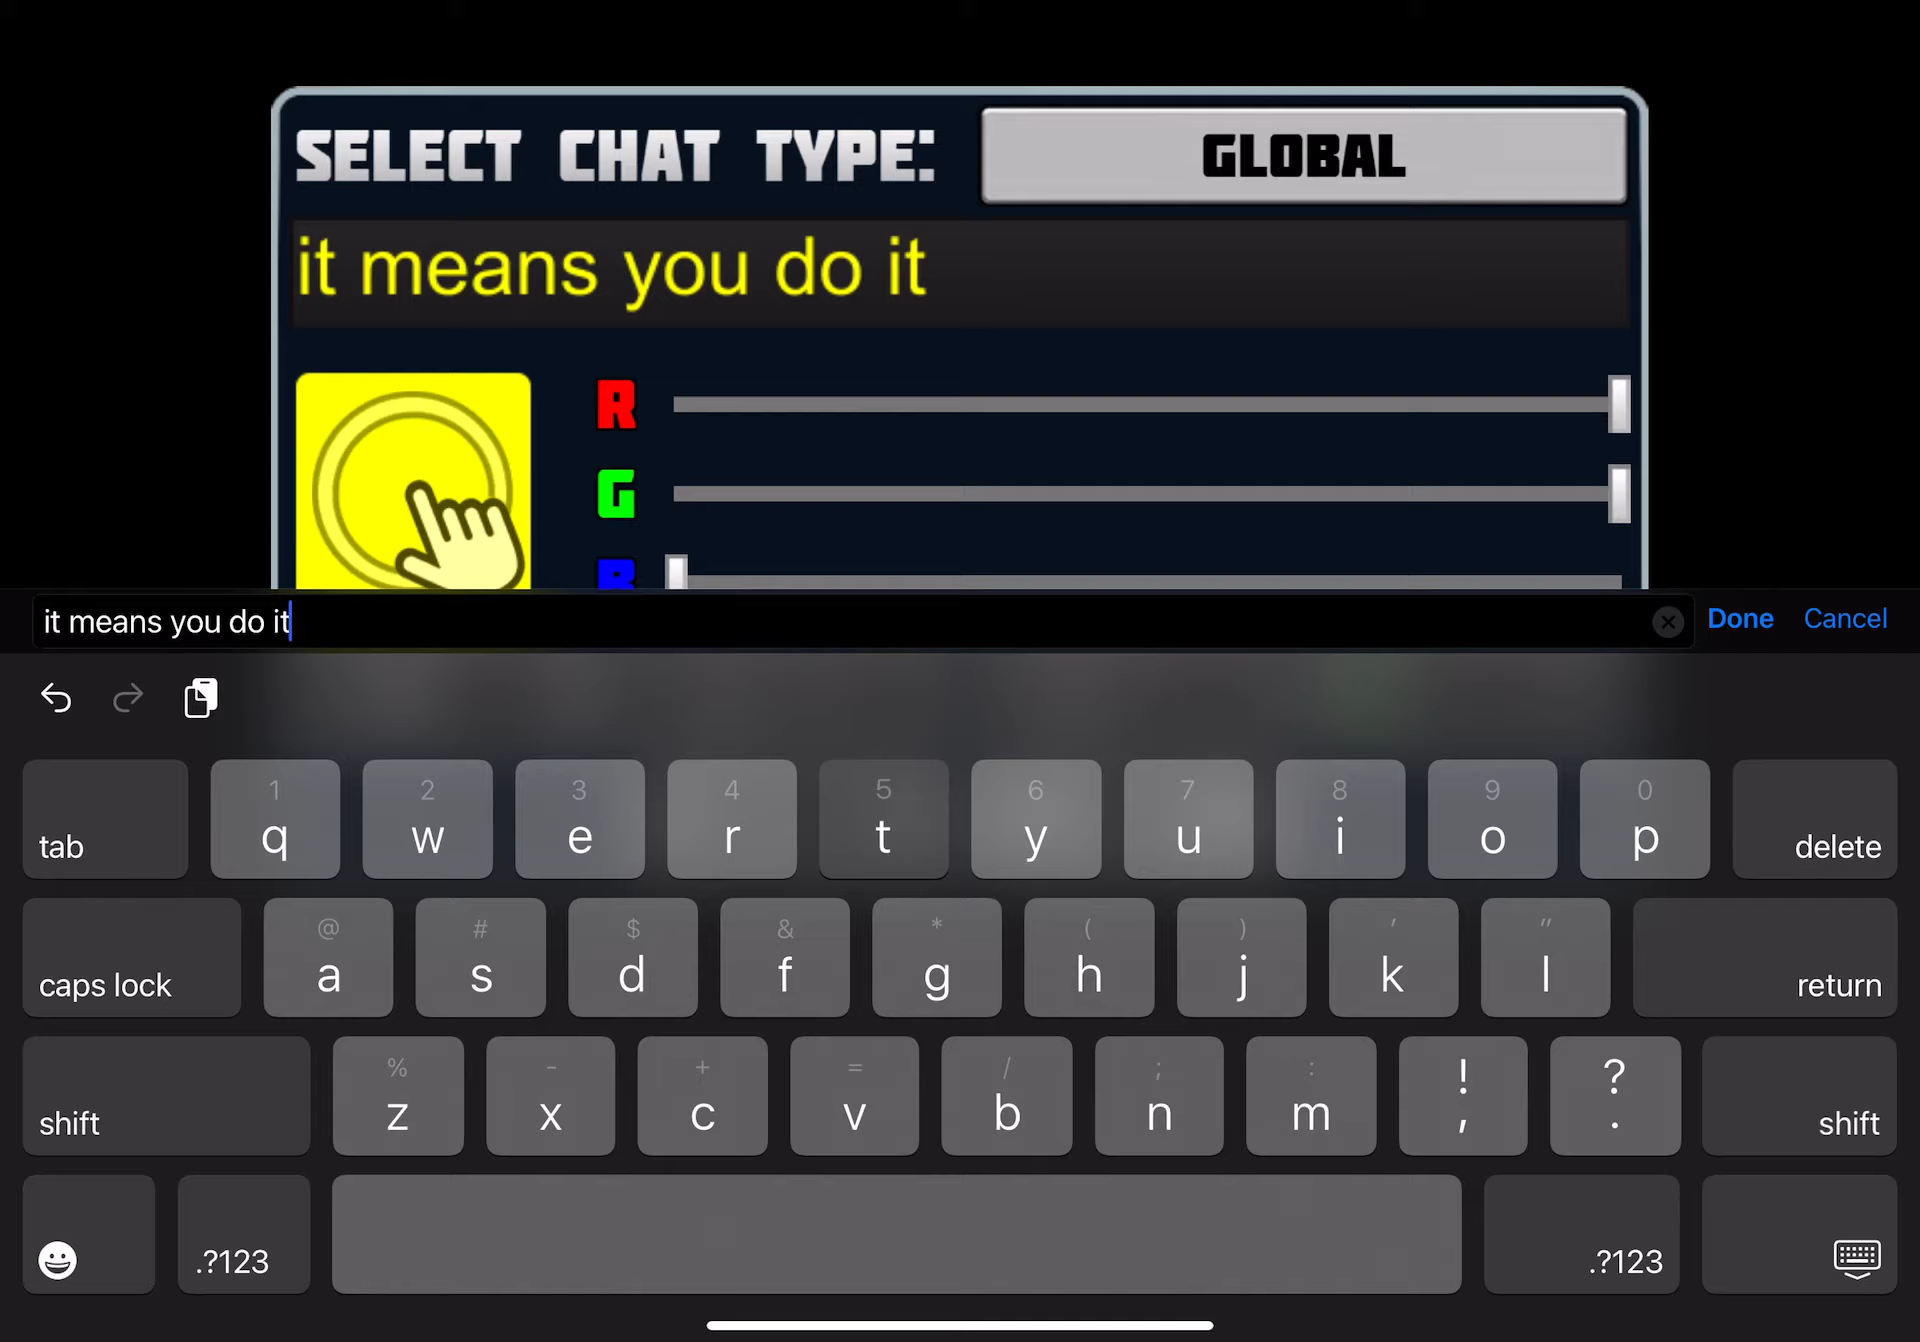 SELECT CHAT TYPE: GLOBAL
it means you do it
R
G
B
it means you do it Done Cancel
1 2 3 4 5 6 7 8 9 0
tab q w e r t y u i o p delete
@ # $ & * ( ) ' "
caps lock a s d f g h j k l return
% - + = / ; : ! ?
shift z x c v b n m , . shift
.?123 .?123